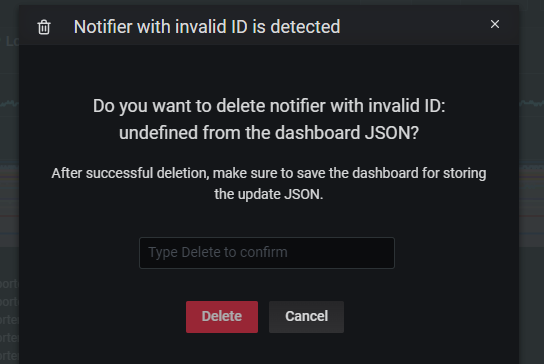 Notifier with invalid ID is detected
Do you want to delete notifier with invalid ID:
undefined from the dashboard JSON?
After successful deletion, make sure to save the dashboard for storing
the update JSON.
Type Delete to confirm
Delete
Cancel